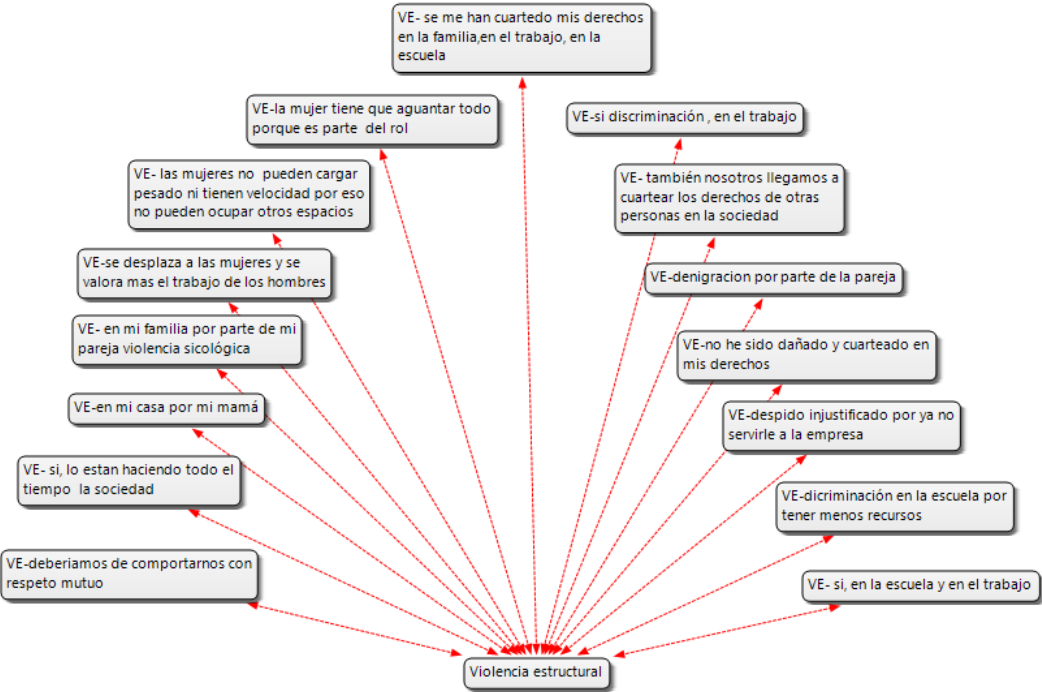 VE- se me han cuartedo mis derechos
en la familia,en el trabajo, en la
escuela
VE-la mujer tiene que aguantar todo
porque es parte  del rol
VE-si discriminación , en el trabajo
VE- las mujeres no  pueden cargar
pesado ni tienen velocidad por eso
no pueden ocupar otros espacios
VE- también nosotros llegamos a
cuartear los derechos de otras
personas en la sociedad
VE-se desplaza a las mujeres y se
valora mas el trabajo de los hombres
VE-denigracion por parte de la pareja
VE- en mi familia por parte de mi
pareja violencia sicológica
VE-no he sido dañado y cuarteado en
mis derechos
VE-en mi casa por mi mamá
VE-despido injustificado por ya no
servirle a la empresa
VE- si, lo estan haciendo todo el
tiempo  la sociedad
VE-dicriminación en la escuela por
tener menos recursos
VE-deberiamos de comportarnos con
respeto mutuo
VE- si, en la escuela y en el trabajo
Violencia estructural